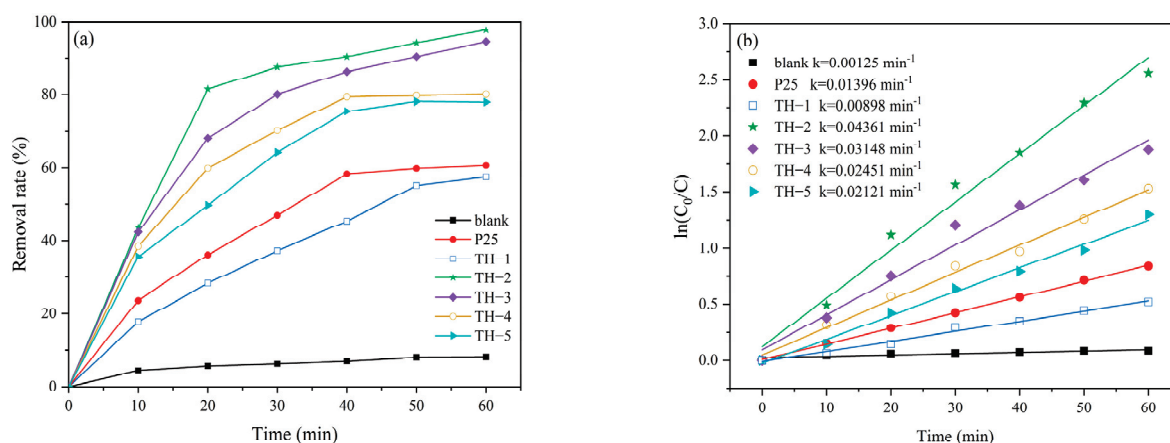 (a)
Removal rate (%)
100
80
60
40
20
0
0 10 20 30 40 50 60
Time (min)
blank
P25
TH−1
TH−2
TH−3
TH−4
TH−5
(b)
ln(C₀/C)
3.0
2.5
2.0
1.5
1.0
0.5
0.0
0 10 20 30 40 50 60
Time (min)
blank k=0.00125 min⁻¹
P25 k=0.01396 min⁻¹
TH−1 k=0.00898 min⁻¹
TH−2 k=0.04361 min⁻¹
TH−3 k=0.03148 min⁻¹
TH−4 k=0.02451 min⁻¹
TH−5 k=0.02121 min⁻¹